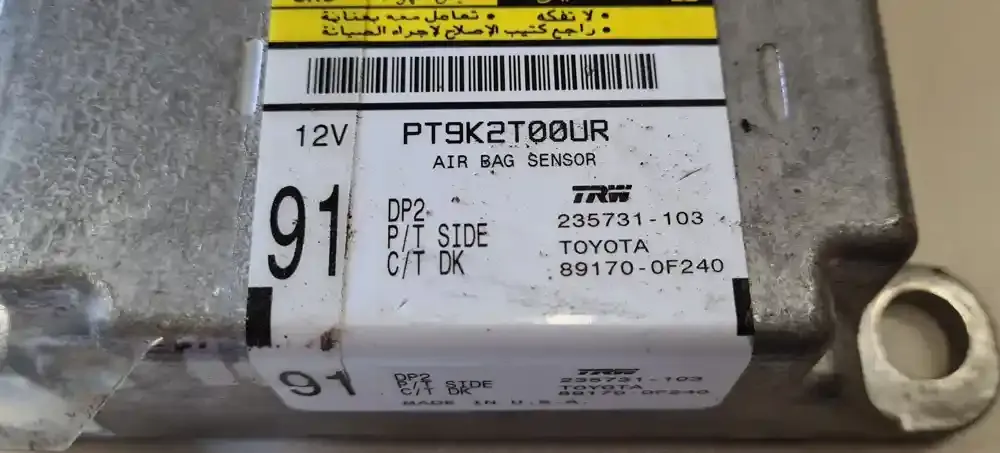 • لا تفكه • تعامل معه بعناية
• راجع كتيب الإصلاح لاجراء الصيانة
12V PT9K2T00UR
AIR BAG SENSOR
91
DP2 TRW
P/T SIDE 235731-103
C/T DK TOYOTA
89170-0F240
91
DP2 TRW
P/T SIDE 235731-103
C/T DK TOYOTA
89170-0F240
MADE IN U.S.A.